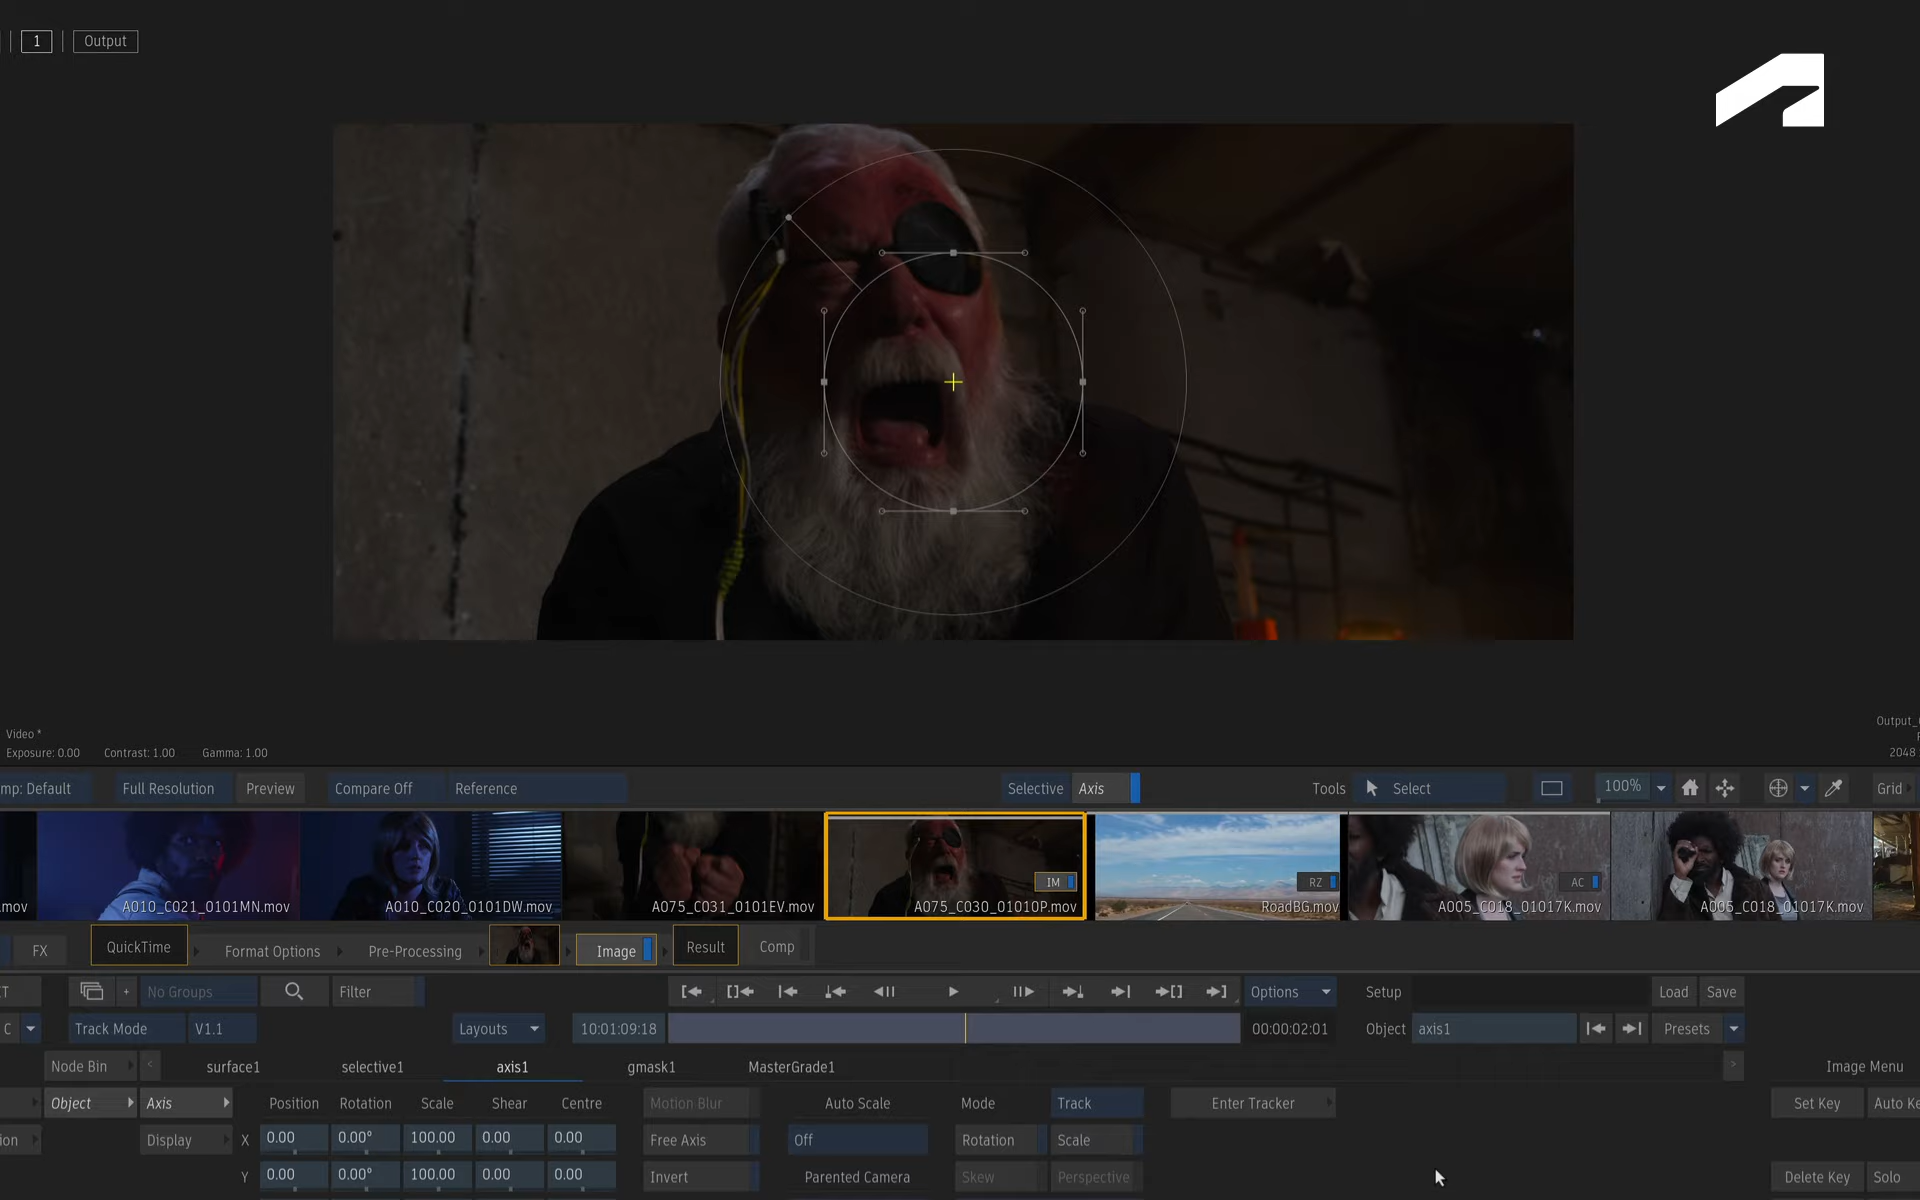 1
Output
Video *
Exposure: 0.00 Contrast: 1.00 Gamma: 1.00
Output_
2048
mp: Default
Full Resolution
Preview
Compare Off
Reference
Selective
Axis
Tools
Select
100%
Grid
mov
A010_C021_0101MN.mov
A010_C020_0101DW.mov
A075_C031_0101EV.mov
IM
A075_C030_01010P.mov
RZ
RoadBG.mov
AC
A005_C018_01017K.mov
A005_C018_01017K.mov
FX
QuickTime
Format Options
Pre-Processing
Image
Result
Comp
T
+
No Groups
Filter
Options
Setup
Load
Save
C
Track Mode
V1.1
Layouts
10:01:09:18
00:00:02:01
Object
axis1
Presets
Node Bin
<
surface1
selective1
axis1
gmask1
MasterGrade1
>
Image Menu
Object
Axis
Position
Rotation
Scale
Shear
Centre
Motion Blur
Auto Scale
Mode
Track
Enter Tracker
Set Key
Auto Ke
ion
Display
X
0.00
0.00°
100.00
0.00
0.00
Free Axis
Off
Rotation
Scale
Y
0.00
0.00°
100.00
0.00
0.00
Invert
Parented Camera
Skew
Perspective
Delete Key
Solo